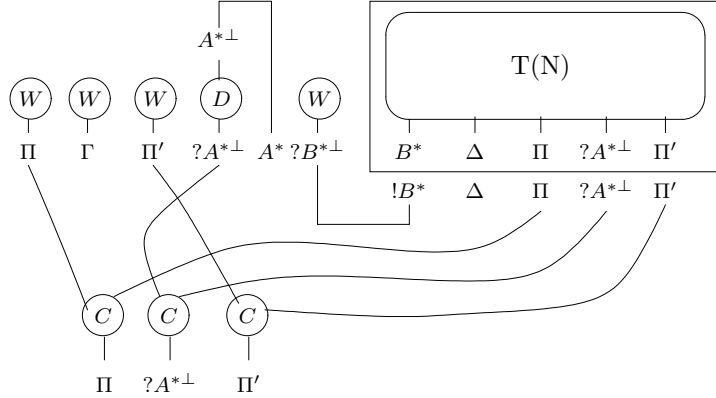 A*⊥
T(N)
W W W D W
Π Γ Π′ ?A*⊥ A* ?B*⊥ B* Δ Π ?A*⊥ Π′
!B* Δ Π ?A*⊥ Π′
C C C
Π ?A*⊥ Π′